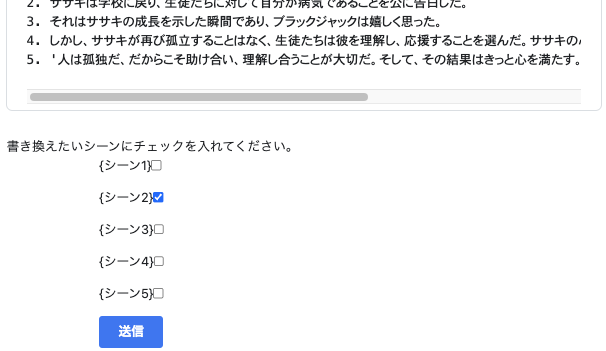 2. ササキは学校に戻り、生徒たちに対して自分が病気であることを公に告白した。
3. それはササキの成長を示した瞬間であり、ブラックジャックは嬉しく思った。
4. しかし、ササキが再び孤立することはなく、生徒たちは彼を理解し、応援することを選んだ。ササキの
5. '人は孤独だ、だからこそ助け合い、理解し合うことが大切だ。そして、その結果はきっと心を満たす。
書き換えたいシーンにチェックを入れてください。
{シーン1}
{シーン2}
{シーン3}
{シーン4}
{シーン5}
送信